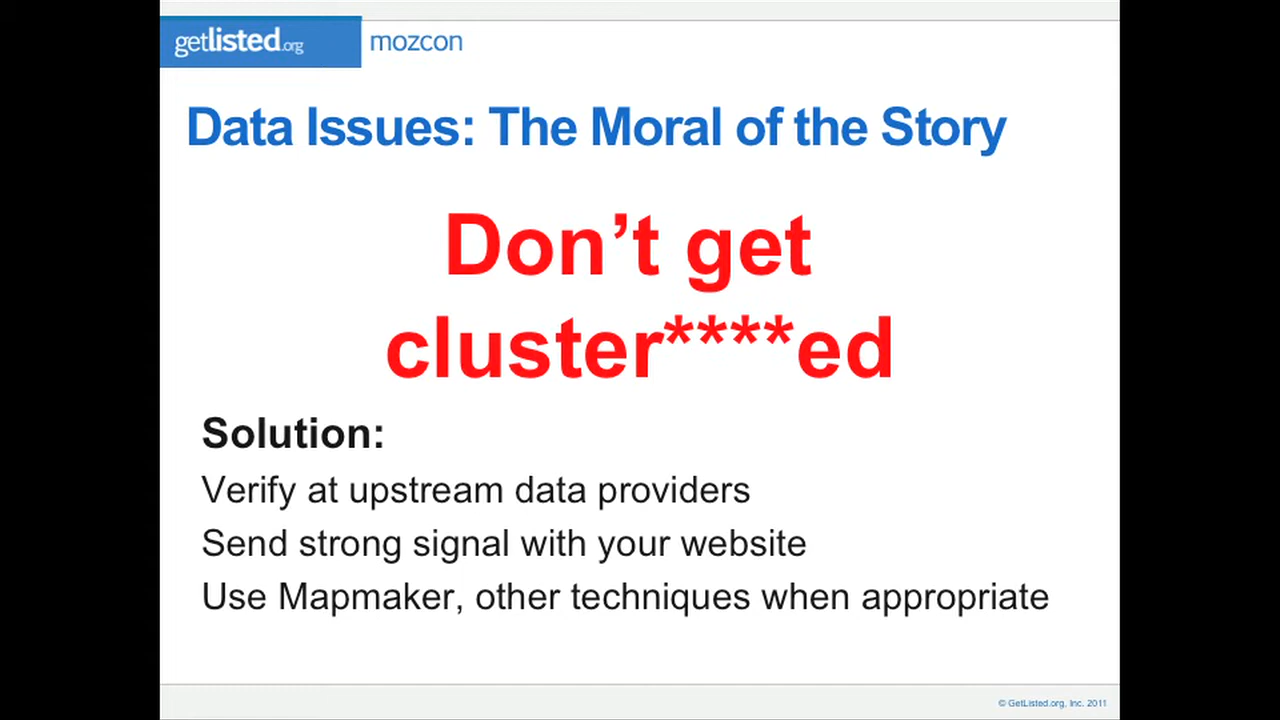 getlisted.org mozcon
Data Issues: The Moral of the Story
Don’t get
cluster****ed
Solution:
Verify at upstream data providers
Send strong signal with your website
Use Mapmaker, other techniques when appropriate
© GetListed.org, Inc. 2011